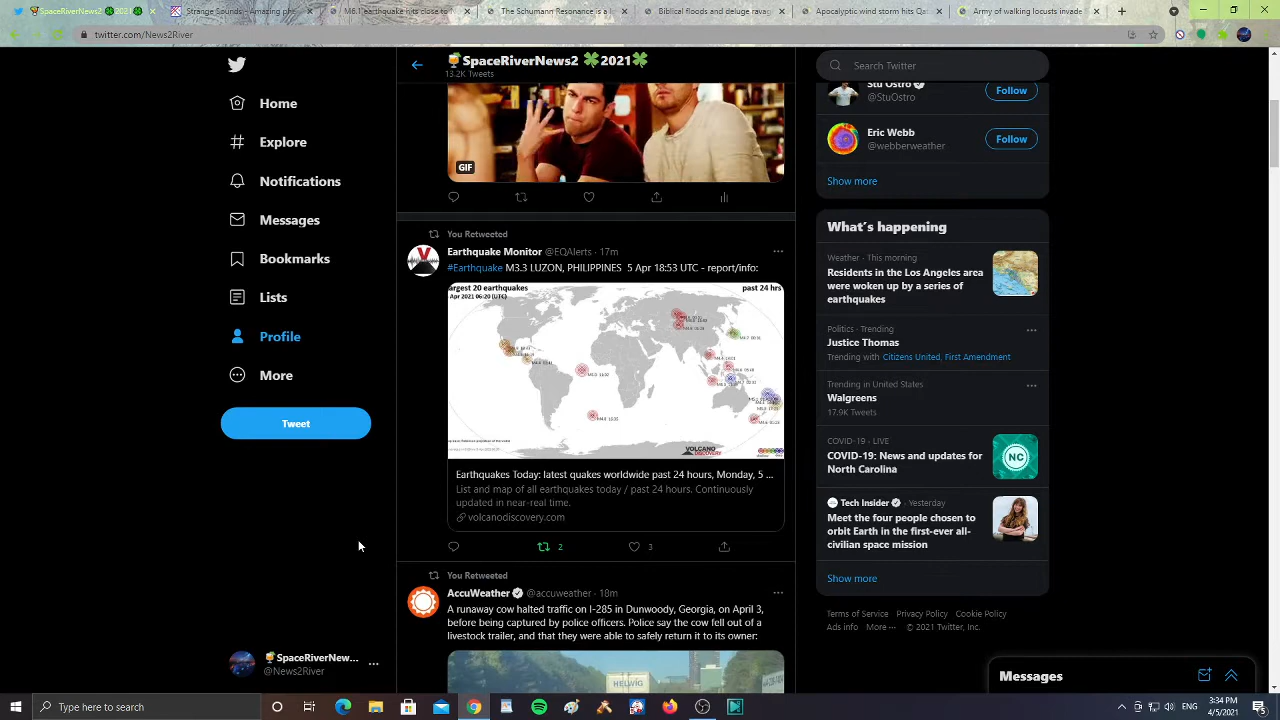 SpaceRiverNews2 2021
Strange Sounds - Amazing phe
M6.1 earthquake hits close to
The Schumann Resonance is a l
Biblical floods and deluge ravag
Apocalyptic wind storm hits Qs
Army of walking locusts invade
twitter.com/News2River
Home
Explore
Notifications
Messages
Bookmarks
Lists
Profile
More
Tweet
SpaceRiverNew...
@News2River
SpaceRiverNews2 2021
13.2K Tweets
GIF
You Retweeted
Earthquake Monitor @EQAlerts · 17m
#Earthquake M3.3 LUZON, PHILIPPINES 5 Apr 18:53 UTC - report/info:
argest 20 earthquakes
past 24 hrs
Apr 2021 06:20 (UTC)
VOLCANO
DISCOVERY
Earthquakes Today: latest quakes worldwide past 24 hours, Monday, 5 ...
List and map of all earthquakes today / past 24 hours. Continuously
updated in near-real time.
volcanodiscovery.com
2
3
You Retweeted
AccuWeather @accuweather · 18m
A runaway cow halted traffic on I-285 in Dunwoody, Georgia, on April 3,
before being captured by police officers. Police say the cow fell out of a
livestock trailer, and that they were able to safely return it to its owner:
HELWIG
Search Twitter
Stu Ostro
@StuOstro
Follow
Eric Webb
@webberweather
Follow
Show more
What's happening
Weather · This morning
Residents in the Los Angeles area
were woken up by a series of
earthquakes
Politics · Trending
Justice Thomas
Trending with Citizens United, First Amendment
Trending in United States
Walgreens
17.9K Tweets
COVID-19 · LIVE
COVID-19: News and updates for
North Carolina
NC
Tech Insider · Yesterday
Meet the four people chosen to
orbit Earth in the first-ever all-
civilian space mission
Show more
Terms of Service Privacy Policy Cookie Policy
Ads info More ··· © 2021 Twitter, Inc.
Messages
Type here to search
ENG
3:34 PM
4/5/2021